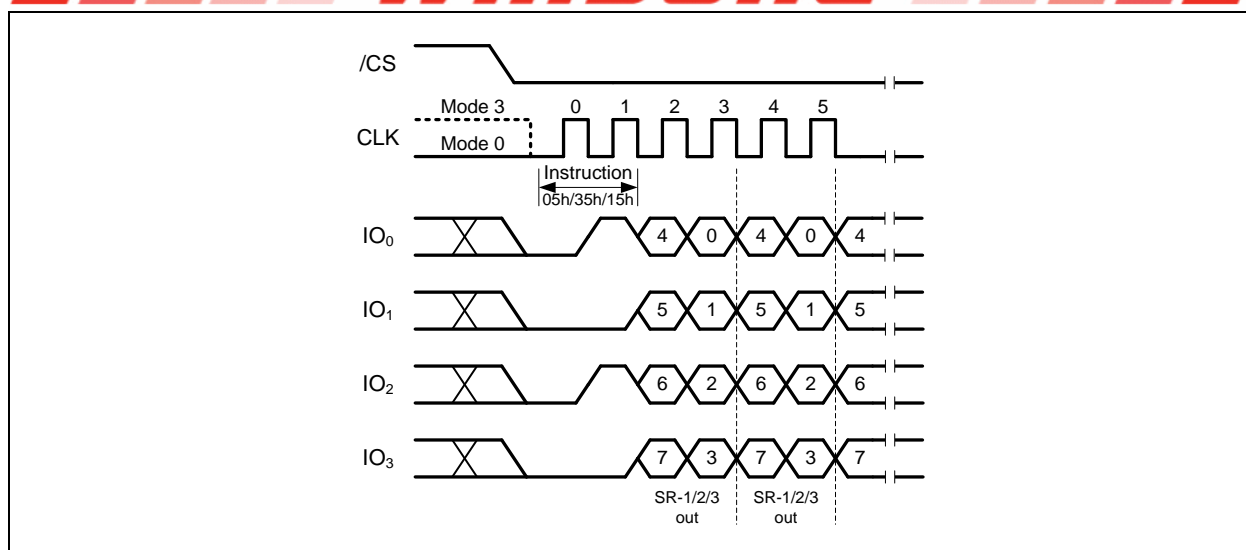 /CS
Mode 3
0 1 2 3 4 5
CLK
Mode 0
Instruction
05h/35h/15h
IO₀
4 0 4 0 4
IO₁
5 1 5 1 5
IO₂
6 2 6 2 6
IO₃
7 3 7 3 7
SR-1/2/3
out
SR-1/2/3
out